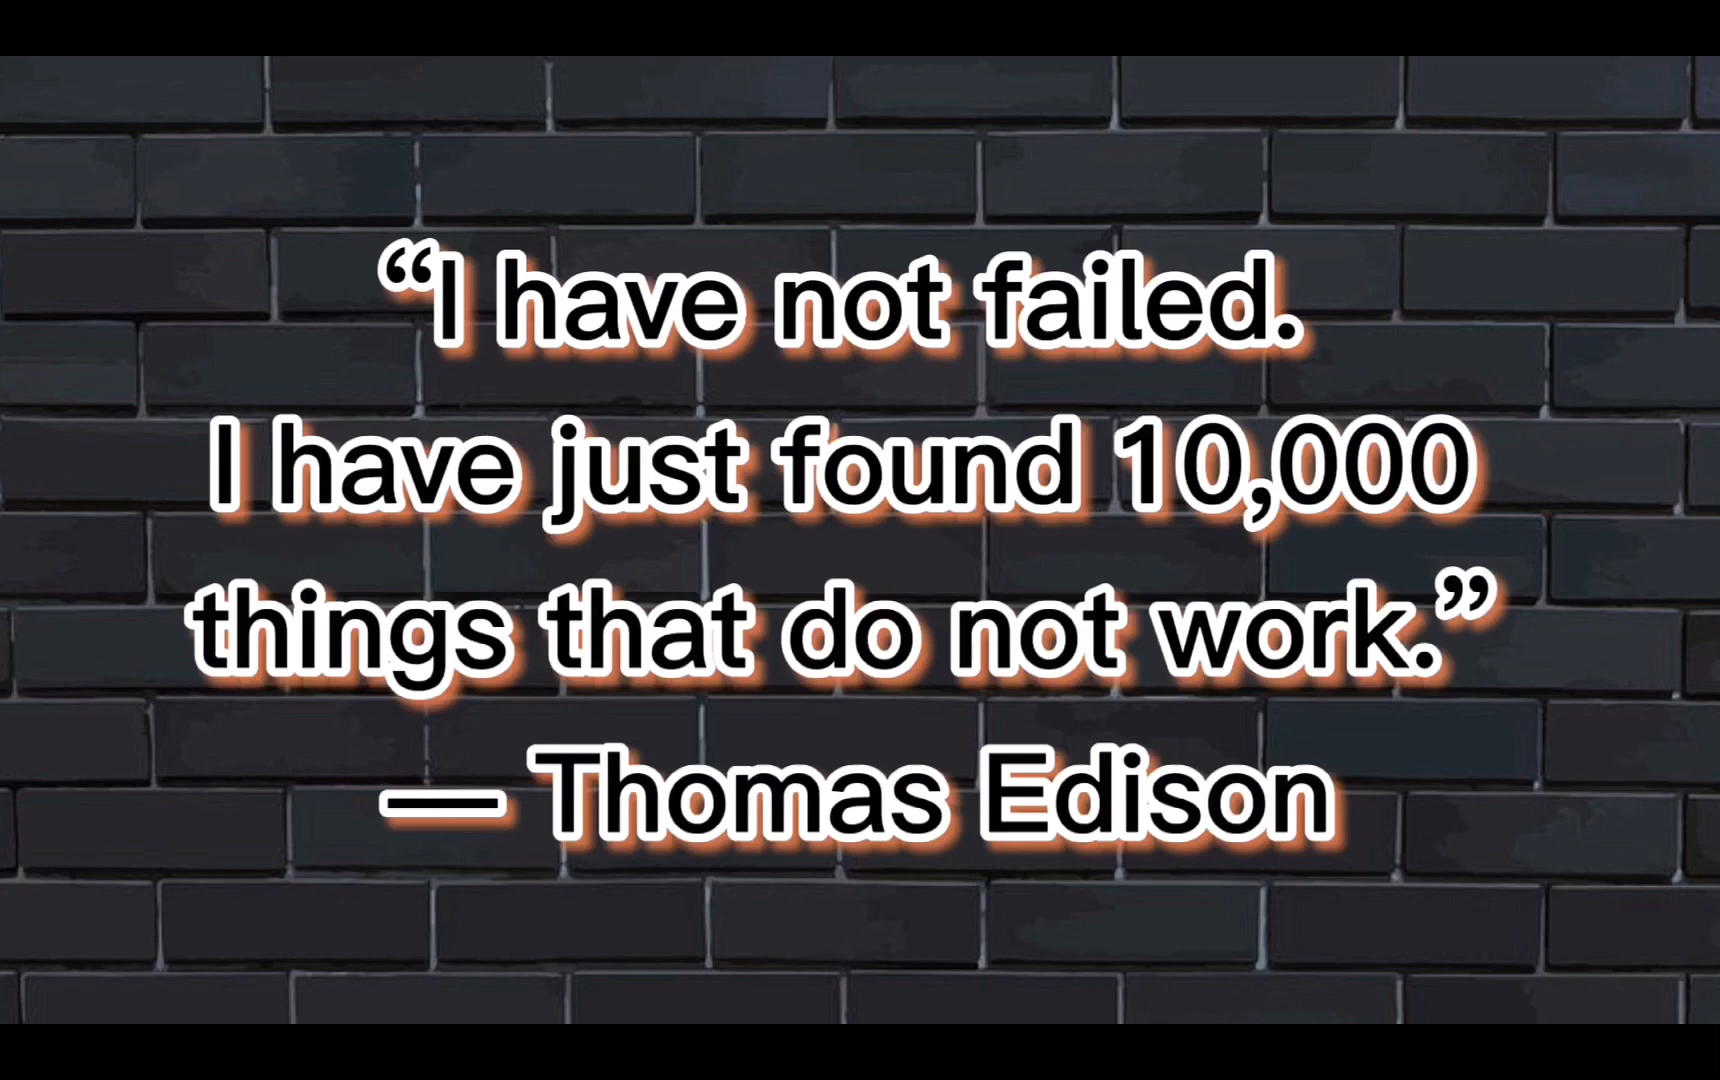 “I have not failed.
I have just found 10,000
things that do not work.”
— Thomas Edison